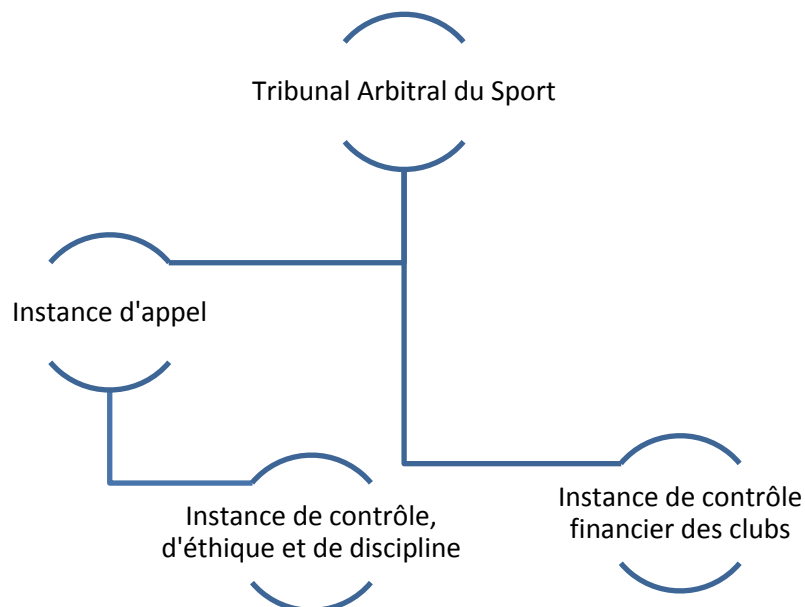 Tribunal Arbitral du Sport
Instance d'appel
Instance de contrôle,
d'éthique et de discipline
Instance de contrôle
financier des clubs